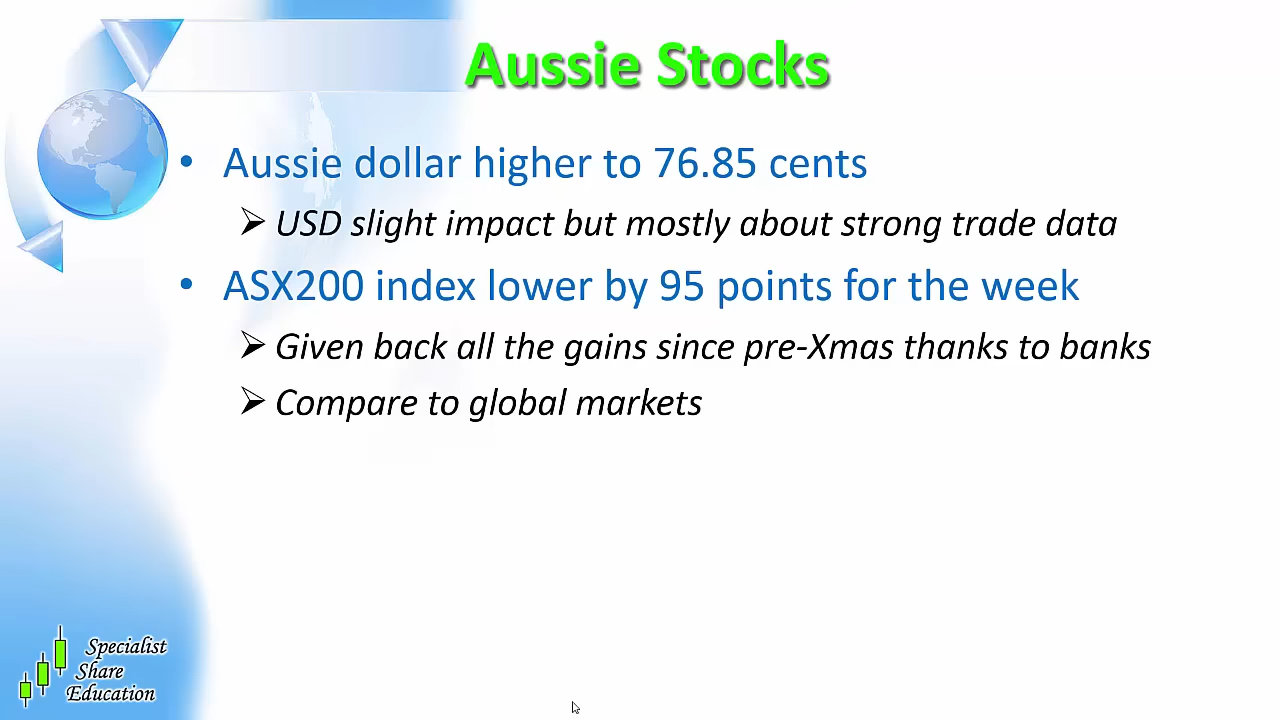 Aussie Stocks
• Aussie dollar higher to 76.85 cents
➢ USD slight impact but mostly about strong trade data
• ASX200 index lower by 95 points for the week
➢ Given back all the gains since pre-Xmas thanks to banks
➢ Compare to global markets
Specialist
Share
Education